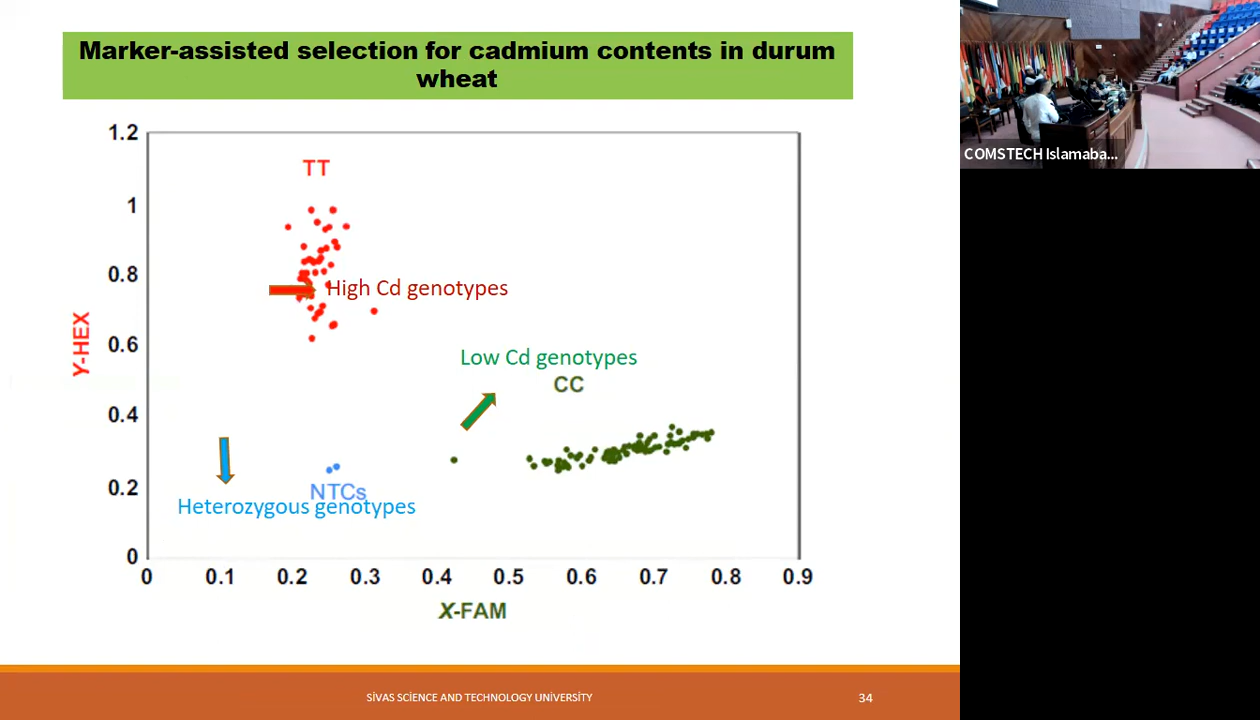 Marker-assisted selection for cadmium contents in durum
wheat
1.2
1
0.8
0.6
0.4
0.2
0
Y-HEX
TT
High Cd genotypes
Low Cd genotypes
CC
NTCs
Heterozygous genotypes
0 0.1 0.2 0.3 0.4 0.5 0.6 0.7 0.8 0.9
X-FAM
SİVAS SCİENCE AND TECHNOLOGY UNİVERSİTY
34
COMSTECH Islamaba...